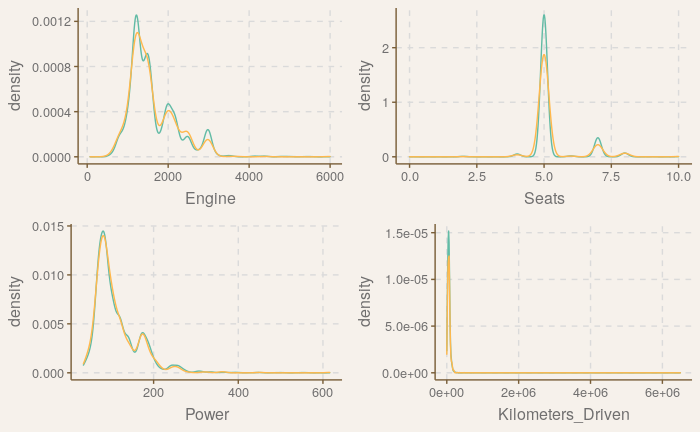 0.0012
0.0008
0.0004
0.0000
density
0 2000 4000 6000
Engine
2
1
0
density
0.0 2.5 5.0 7.5 10.0
Seats
0.015
0.010
0.005
0.000
density
200 400 600
Power
1.5e-05
1.0e-05
5.0e-06
0.0e+00
density
0e+00 2e+06 4e+06 6e+06
Kilometers_Driven